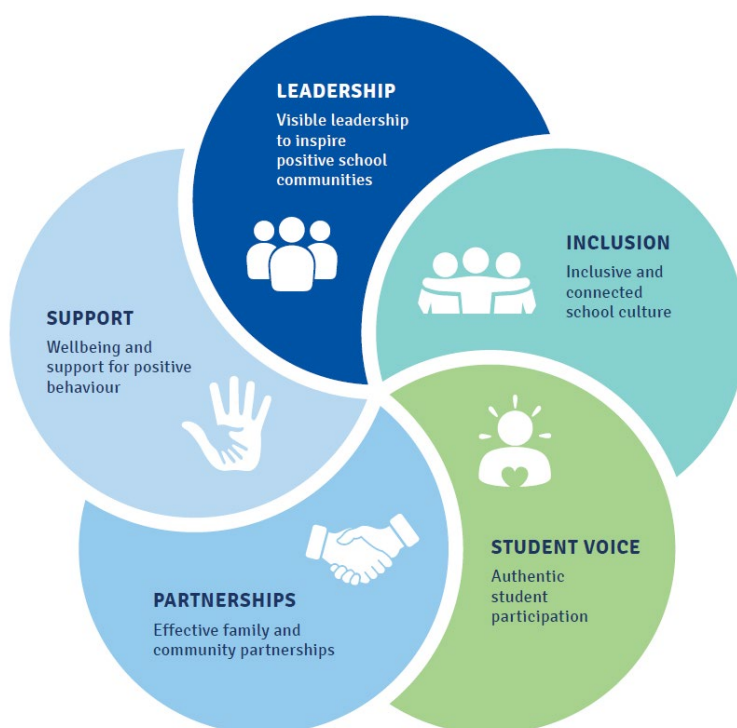 LEADERSHIP
Visible leadership
to inspire
positive school
communities
INCLUSION
Inclusive and
connected
school culture
STUDENT VOICE
Authentic
student
participation
PARTNERSHIPS
Effective family and
community partnerships
SUPPORT
Wellbeing and
support for positive
behaviour